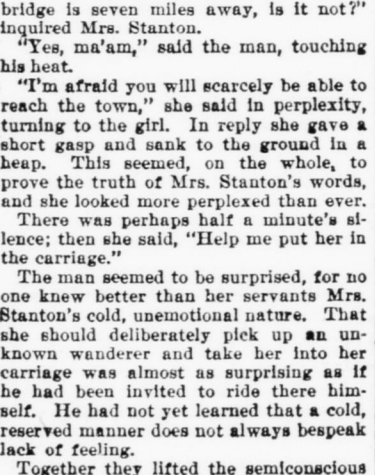 bridge is seven miles away, is it not?"
inquired Mrs. Stanton.
"Yes, ma'am," said the man, touching
his heat.
"I'm afraid you will scarcely be able to
reach the town," she said in perplexity,
turning to the girl. In reply she gave a
short gasp and sank to the ground in a
heap. This seemed, on the whole, to
prove the truth of Mrs. Stanton's words,
and she looked more perplexed than ever.
There was perhaps half a minute's si-
lence; then she said, "Help me put her in
the carriage."
The man seemed to be surprised, for no
one knew better than her servants Mrs.
Stanton's cold, unemotional nature. That
she should deliberately pick up an un-
known wanderer and take her into her
carriage was almost as surprising as if
he had been invited to ride there him-
self. He had not yet learned that a cold,
reserved manner does not always bespeak
lack of feeling.
Together they lifted the semiconscious